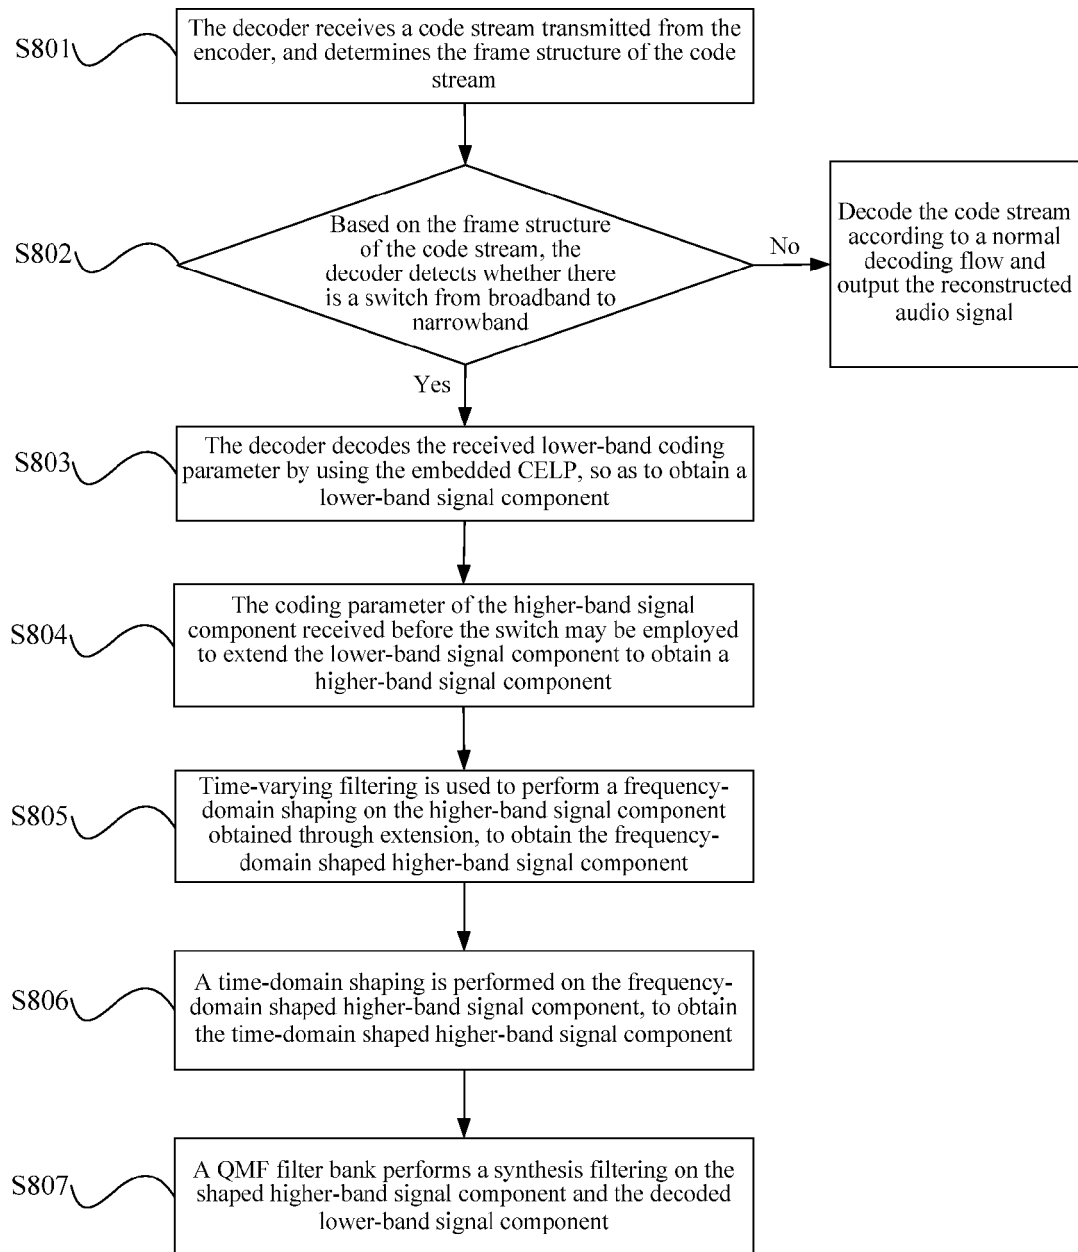 S801
The decoder receives a code stream transmitted from the
encoder, and determines the frame structure of the code
stream
S802
Based on the frame structure
of the code stream, the
decoder detects whether there
is a switch from broadband to
narrowband
No
Decode the code stream
according to a normal
decoding flow and
output the reconstructed
audio signal
Yes
S803
The decoder decodes the received lower-band coding
parameter by using the embedded CELP, so as to obtain a
lower-band signal component
S804
The coding parameter of the higher-band signal
component received before the switch may be employed
to extend the lower-band signal component to obtain a
higher-band signal component
S805
Time-varying filtering is used to perform a frequency-
domain shaping on the higher-band signal component
obtained through extension, to obtain the frequency-
domain shaped higher-band signal component
S806
A time-domain shaping is performed on the frequency-
domain shaped higher-band signal component, to obtain
the time-domain shaped higher-band signal component
S807
A QMF filter bank performs a synthesis filtering on the
shaped higher-band signal component and the decoded
lower-band signal component